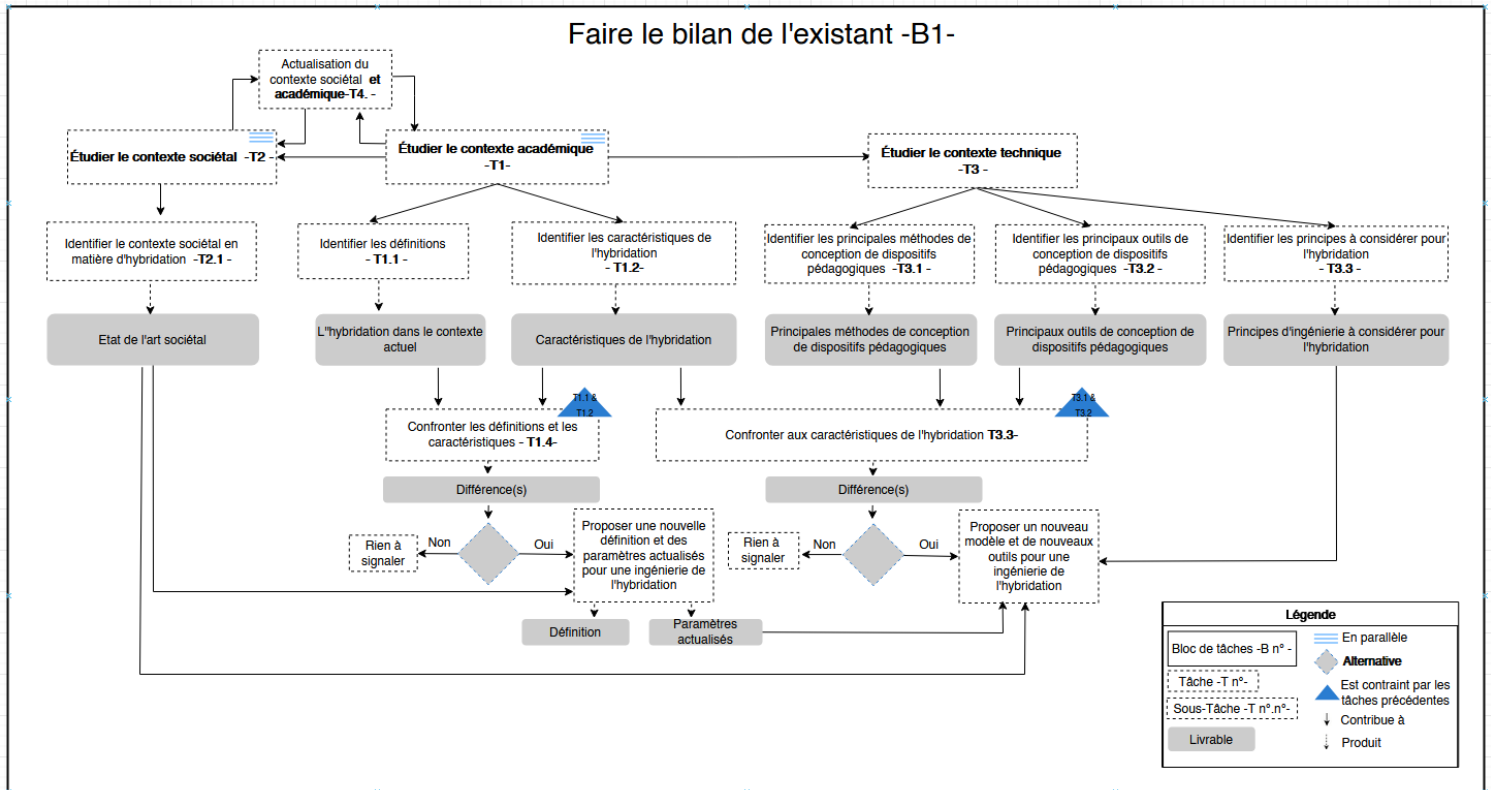 Faire le bilan de l'existant -B1-
Actualisation du
contexte sociétal et
académique-T4. -
Étudier le contexte sociétal -T2 -
Étudier le contexte académique
-T1-
Étudier le contexte technique
-T3 -
Identifier le contexte sociétal en
matière d'hybridation -T2.1 -
Identifier les définitions
- T1.1 -
Identifier les caractéristiques de
l'hybridation
- T1.2-
Identifier les principales méthodes de
conception de dispositifs
pédagogiques -T3.1 -
Identifier les principaux outils de
conception de dispositifs
pédagogiques -T3.2 -
Identifier les principes à considérer pour
l'hybridation
- T3.3 -
Etat de l'art sociétal
L"hybridation dans le contexte
actuel
Caractéristiques de l'hybridation
Principales méthodes de conception
de dispositifs pédagogiques
Principaux outils de conception de
dispositifs pédagogiques
Principes d'ingénierie à considérer pour
l'hybridation
T1.1 &
T1.2
Confronter les définitions et les
caractéristiques - T1.4-
T3.1 &
T3.2
Confronter aux caractéristiques de l'hybridation T3.3-
Différence(s)
Différence(s)
Rien à
signaler
Non
Oui
Proposer une nouvelle
définition et des
paramètres actualisés
pour une ingénierie de
l'hybridation
Rien à
signaler
Non
Oui
Proposer un nouveau
modèle et de nouveaux
outils pour une
ingénierie de
l'hybridation
Définition
Paramètres
actualisés
Légende
Bloc de tâches -B n° -
Tâche -T n°-
Sous-Tâche -T n°.n°-
Livrable
En parallèle
Alternative
Est contraint par les
tâches précédentes
Contribue à
Produit